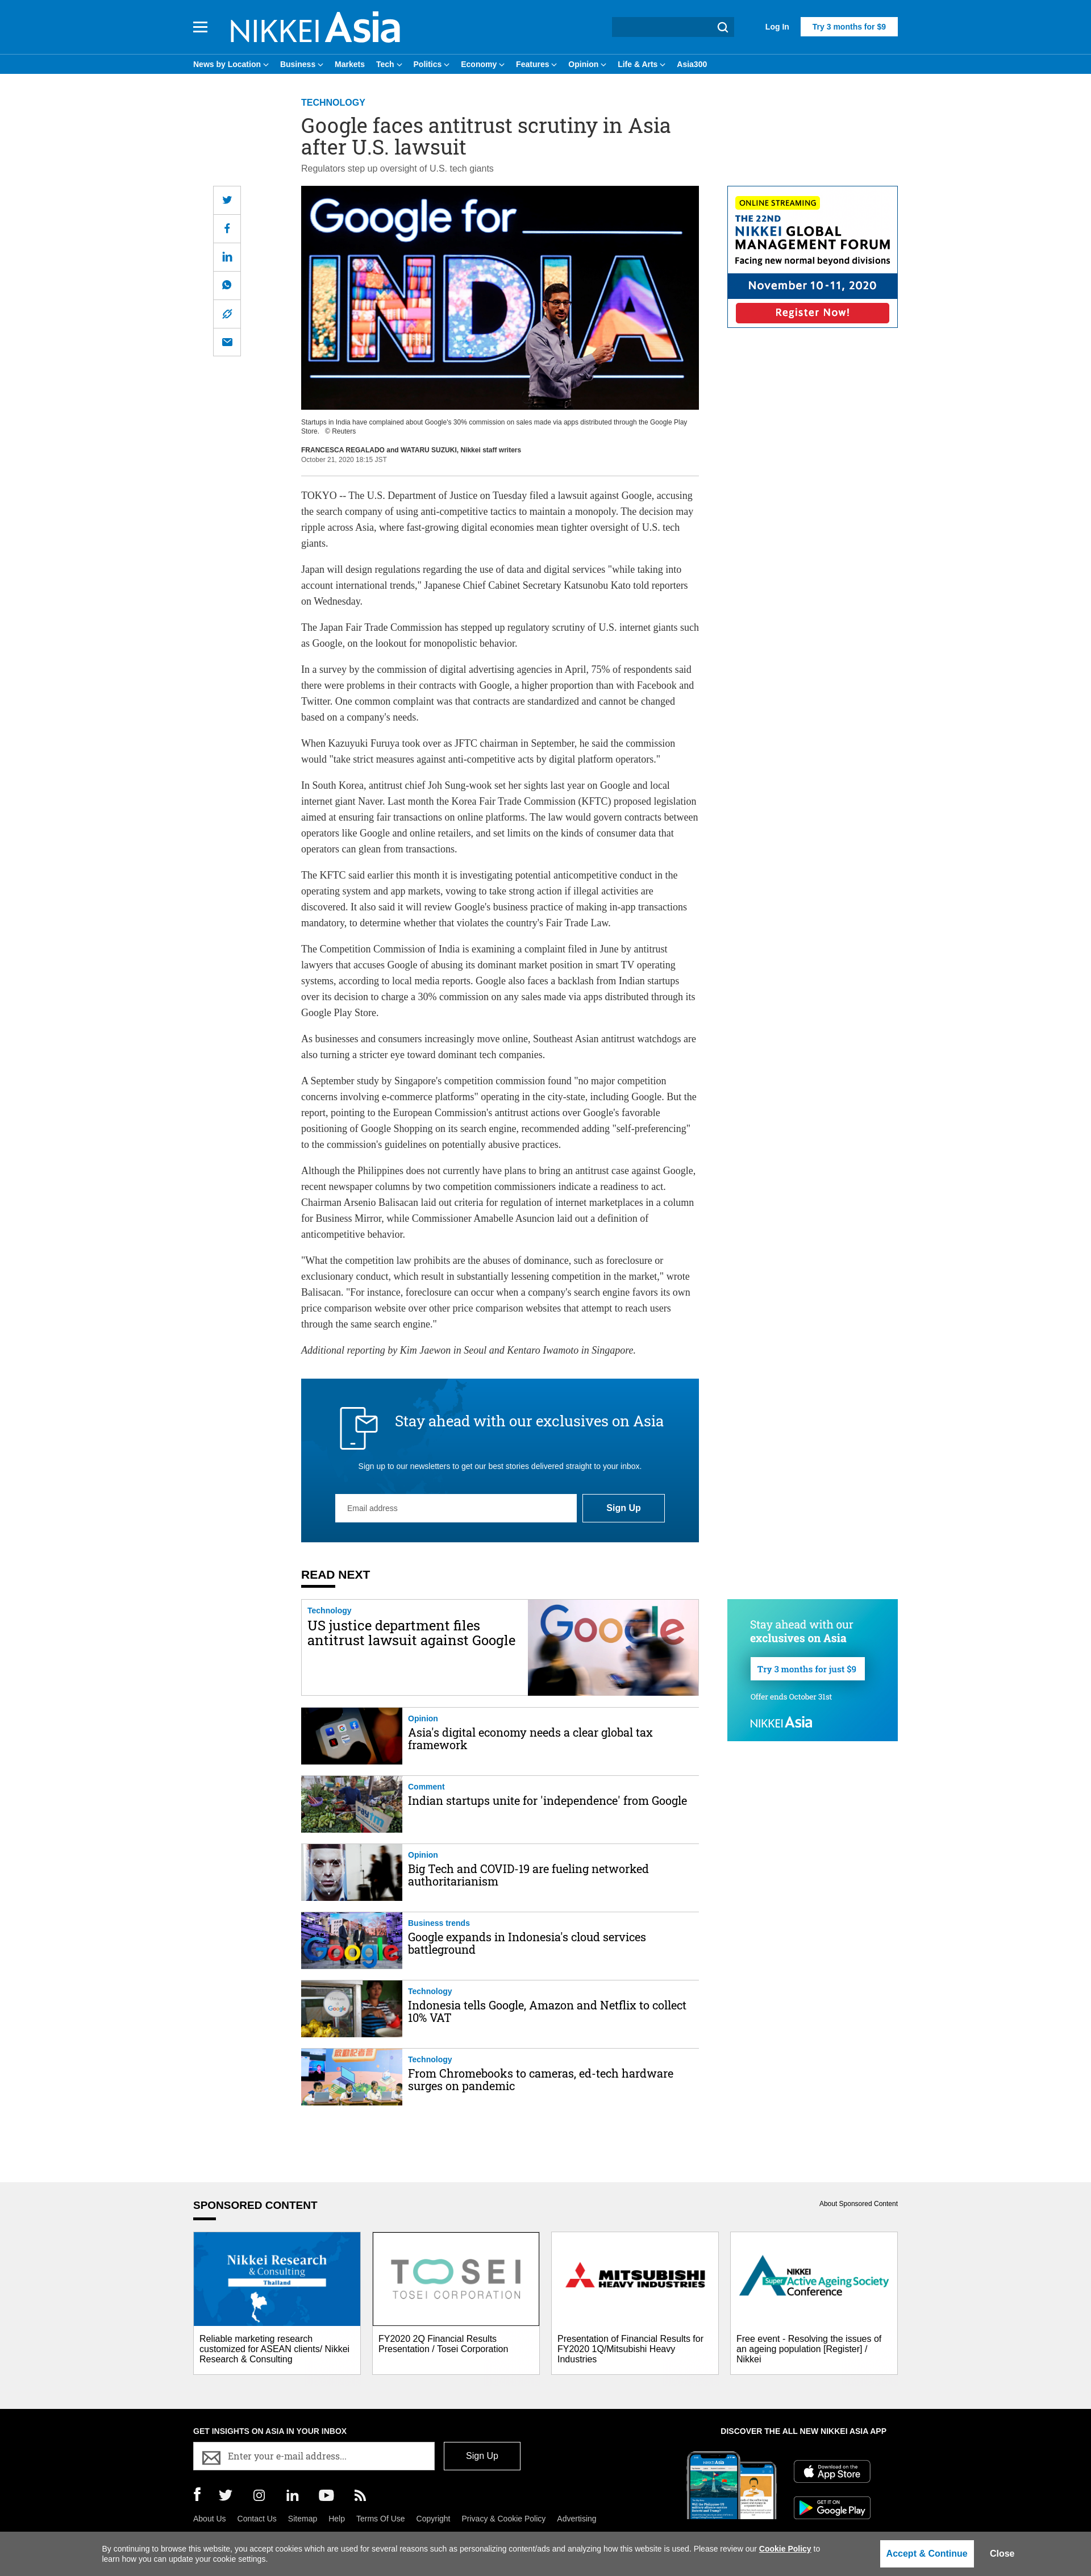 NIKKEI Asia
Log In
Try 3 months for $9
News by Location
Business
Markets
Tech
Politics
Economy
Features
Opinion
Life & Arts
Asia300
TECHNOLOGY
Google faces antitrust scrutiny in Asia
after U.S. lawsuit
Regulators step up oversight of U.S. tech giants
Google for
INDIA
ONLINE STREAMING
THE 22ND
NIKKEI GLOBAL
MANAGEMENT FORUM
Facing new normal beyond divisions
November 10-11, 2020
Register Now!
Startups in India have complained about Google's 30% commission on sales made via apps distributed through the Google Play
Store. © Reuters
FRANCESCA REGALADO and WATARU SUZUKI, Nikkei staff writers
October 21, 2020 18:15 JST
TOKYO -- The U.S. Department of Justice on Tuesday filed a lawsuit against Google, accusing
the search company of using anti-competitive tactics to maintain a monopoly. The decision may
ripple across Asia, where fast-growing digital economies mean tighter oversight of U.S. tech
giants.
Japan will design regulations regarding the use of data and digital services "while taking into
account international trends," Japanese Chief Cabinet Secretary Katsunobu Kato told reporters
on Wednesday.
The Japan Fair Trade Commission has stepped up regulatory scrutiny of U.S. internet giants such
as Google, on the lookout for monopolistic behavior.
In a survey by the commission of digital advertising agencies in April, 75% of respondents said
there were problems in their contracts with Google, a higher proportion than with Facebook and
Twitter. One common complaint was that contracts are standardized and cannot be changed
based on a company's needs.
When Kazuyuki Furuya took over as JFTC chairman in September, he said the commission
would "take strict measures against anti-competitive acts by digital platform operators."
In South Korea, antitrust chief Joh Sung-wook set her sights last year on Google and local
internet giant Naver. Last month the Korea Fair Trade Commission (KFTC) proposed legislation
aimed at ensuring fair transactions on online platforms. The law would govern contracts between
operators like Google and online retailers, and set limits on the kinds of consumer data that
operators can glean from transactions.
The KFTC said earlier this month it is investigating potential anticompetitive conduct in the
operating system and app markets, vowing to take strong action if illegal activities are
discovered. It also said it will review Google's business practice of making in-app transactions
mandatory, to determine whether that violates the country's Fair Trade Law.
The Competition Commission of India is examining a complaint filed in June by antitrust
lawyers that accuses Google of abusing its dominant market position in smart TV operating
systems, according to local media reports. Google also faces a backlash from Indian startups
over its decision to charge a 30% commission on any sales made via apps distributed through its
Google Play Store.
As businesses and consumers increasingly move online, Southeast Asian antitrust watchdogs are
also turning a stricter eye toward dominant tech companies.
A September study by Singapore's competition commission found "no major competition
concerns involving e-commerce platforms" operating in the city-state, including Google. But the
report, pointing to the European Commission's antitrust actions over Google's favorable
positioning of Google Shopping on its search engine, recommended adding "self-preferencing"
to the commission's guidelines on potentially abusive practices.
Although the Philippines does not currently have plans to bring an antitrust case against Google,
recent newspaper columns by two competition commissioners indicate a readiness to act.
Chairman Arsenio Balisacan laid out criteria for regulation of internet marketplaces in a column
for Business Mirror, while Commissioner Amabelle Asuncion laid out a definition of
anticompetitive behavior.
"What the competition law prohibits are the abuses of dominance, such as foreclosure or
exclusionary conduct, which result in substantially lessening competition in the market," wrote
Balisacan. "For instance, foreclosure can occur when a company's search engine favors its own
price comparison website over other price comparison websites that attempt to reach users
through the same search engine."
Additional reporting by Kim Jaewon in Seoul and Kentaro Iwamoto in Singapore.
Stay ahead with our exclusives on Asia
Sign up to our newsletters to get our best stories delivered straight to your inbox.
Email address
Sign Up
READ NEXT
Technology
US justice department files
antitrust lawsuit against Google
Google
Stay ahead with our
exclusives on Asia
Try 3 months for just $9
Offer ends October 31st
NIKKEI Asia
Opinion
Asia's digital economy needs a clear global tax
framework
Comment
Indian startups unite for 'independence' from Google
Paytm
Opinion
Big Tech and COVID-19 are fueling networked
authoritarianism
Business trends
Google expands in Indonesia's cloud services
battleground
Google
Technology
Indonesia tells Google, Amazon and Netflix to collect
10% VAT
Google
Technology
From Chromebooks to cameras, ed-tech hardware
surges on pandemic
SPONSORED CONTENT
About Sponsored Content
Nikkei Research
& Consulting
Thailand
Reliable marketing research
customized for ASEAN clients/ Nikkei
Research & Consulting
TOSEI
TOSEI CORPORATION
FY2020 2Q Financial Results
Presentation / Tosei Corporation
MITSUBISHI
HEAVY INDUSTRIES
Presentation of Financial Results for
FY2020 1Q/Mitsubishi Heavy
Industries
NIKKEI
Super Active Ageing Society
Conference
Free event - Resolving the issues of
an ageing population [Register] /
Nikkei
GET INSIGHTS ON ASIA IN YOUR INBOX
Enter your e-mail address...
Sign Up
DISCOVER THE ALL NEW NIKKEI ASIA APP
Download on the
App Store
GET IT ON
Google Play
About Us
Contact Us
Sitemap
Help
Terms Of Use
Copyright
Privacy & Cookie Policy
Advertising
By continuing to browse this website, you accept cookies which are used for several reasons such as personalizing content/ads and analyzing how this website is used. Please review our Cookie Policy to
learn how you can update your cookie settings.
Accept & Continue
Close